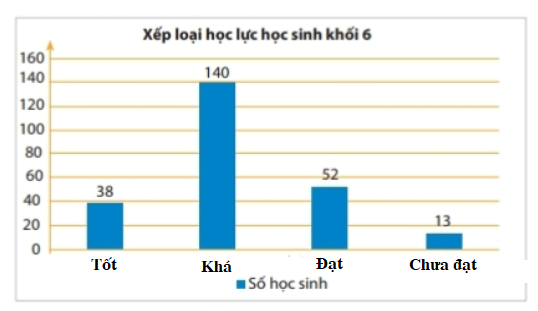 Xếp loại học lực học sinh khối 6
160
140
120
100
80
60
40
20
0
38
140
52
13
Tốt
Khá
Đạt
Chưa đạt
Số học sinh